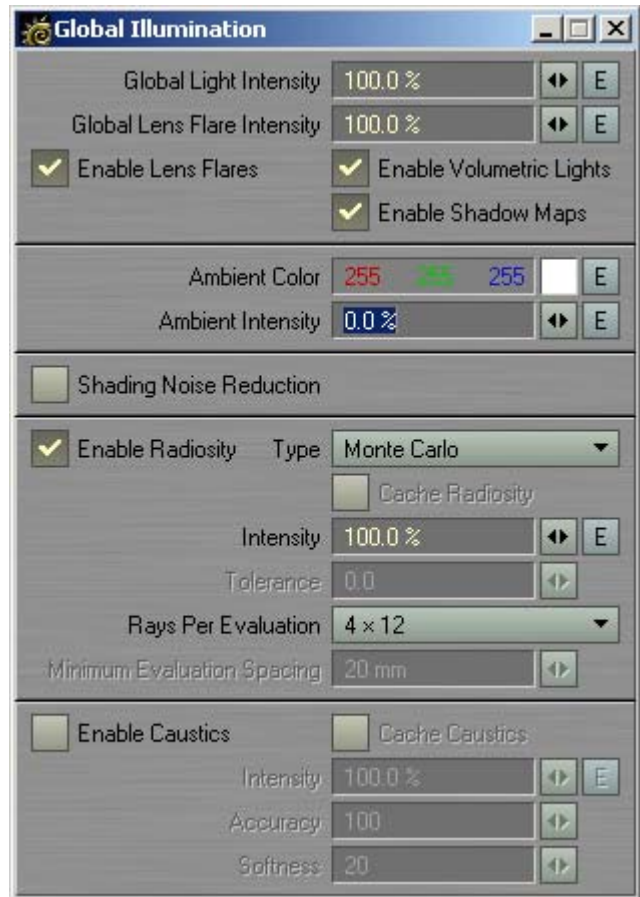 Global Illumination
Global Light Intensity 100.0 % E
Global Lens Flare Intensity 100.0 % E
Enable Lens Flares Enable Volumetric Lights
Enable Shadow Maps
Ambient Color 255 255 255 E
Ambient Intensity 0.0 % E
Shading Noise Reduction
Enable Radiosity Type Monte Carlo
Cache Radiosity
Intensity 100.0 % E
Tolerance 0.0
Rays Per Evaluation 4 × 12
Minimum Evaluation Spacing 20 mm
Enable Caustics Cache Caustics
Intensity 100.0 % E
Accuracy 100
Softness 20